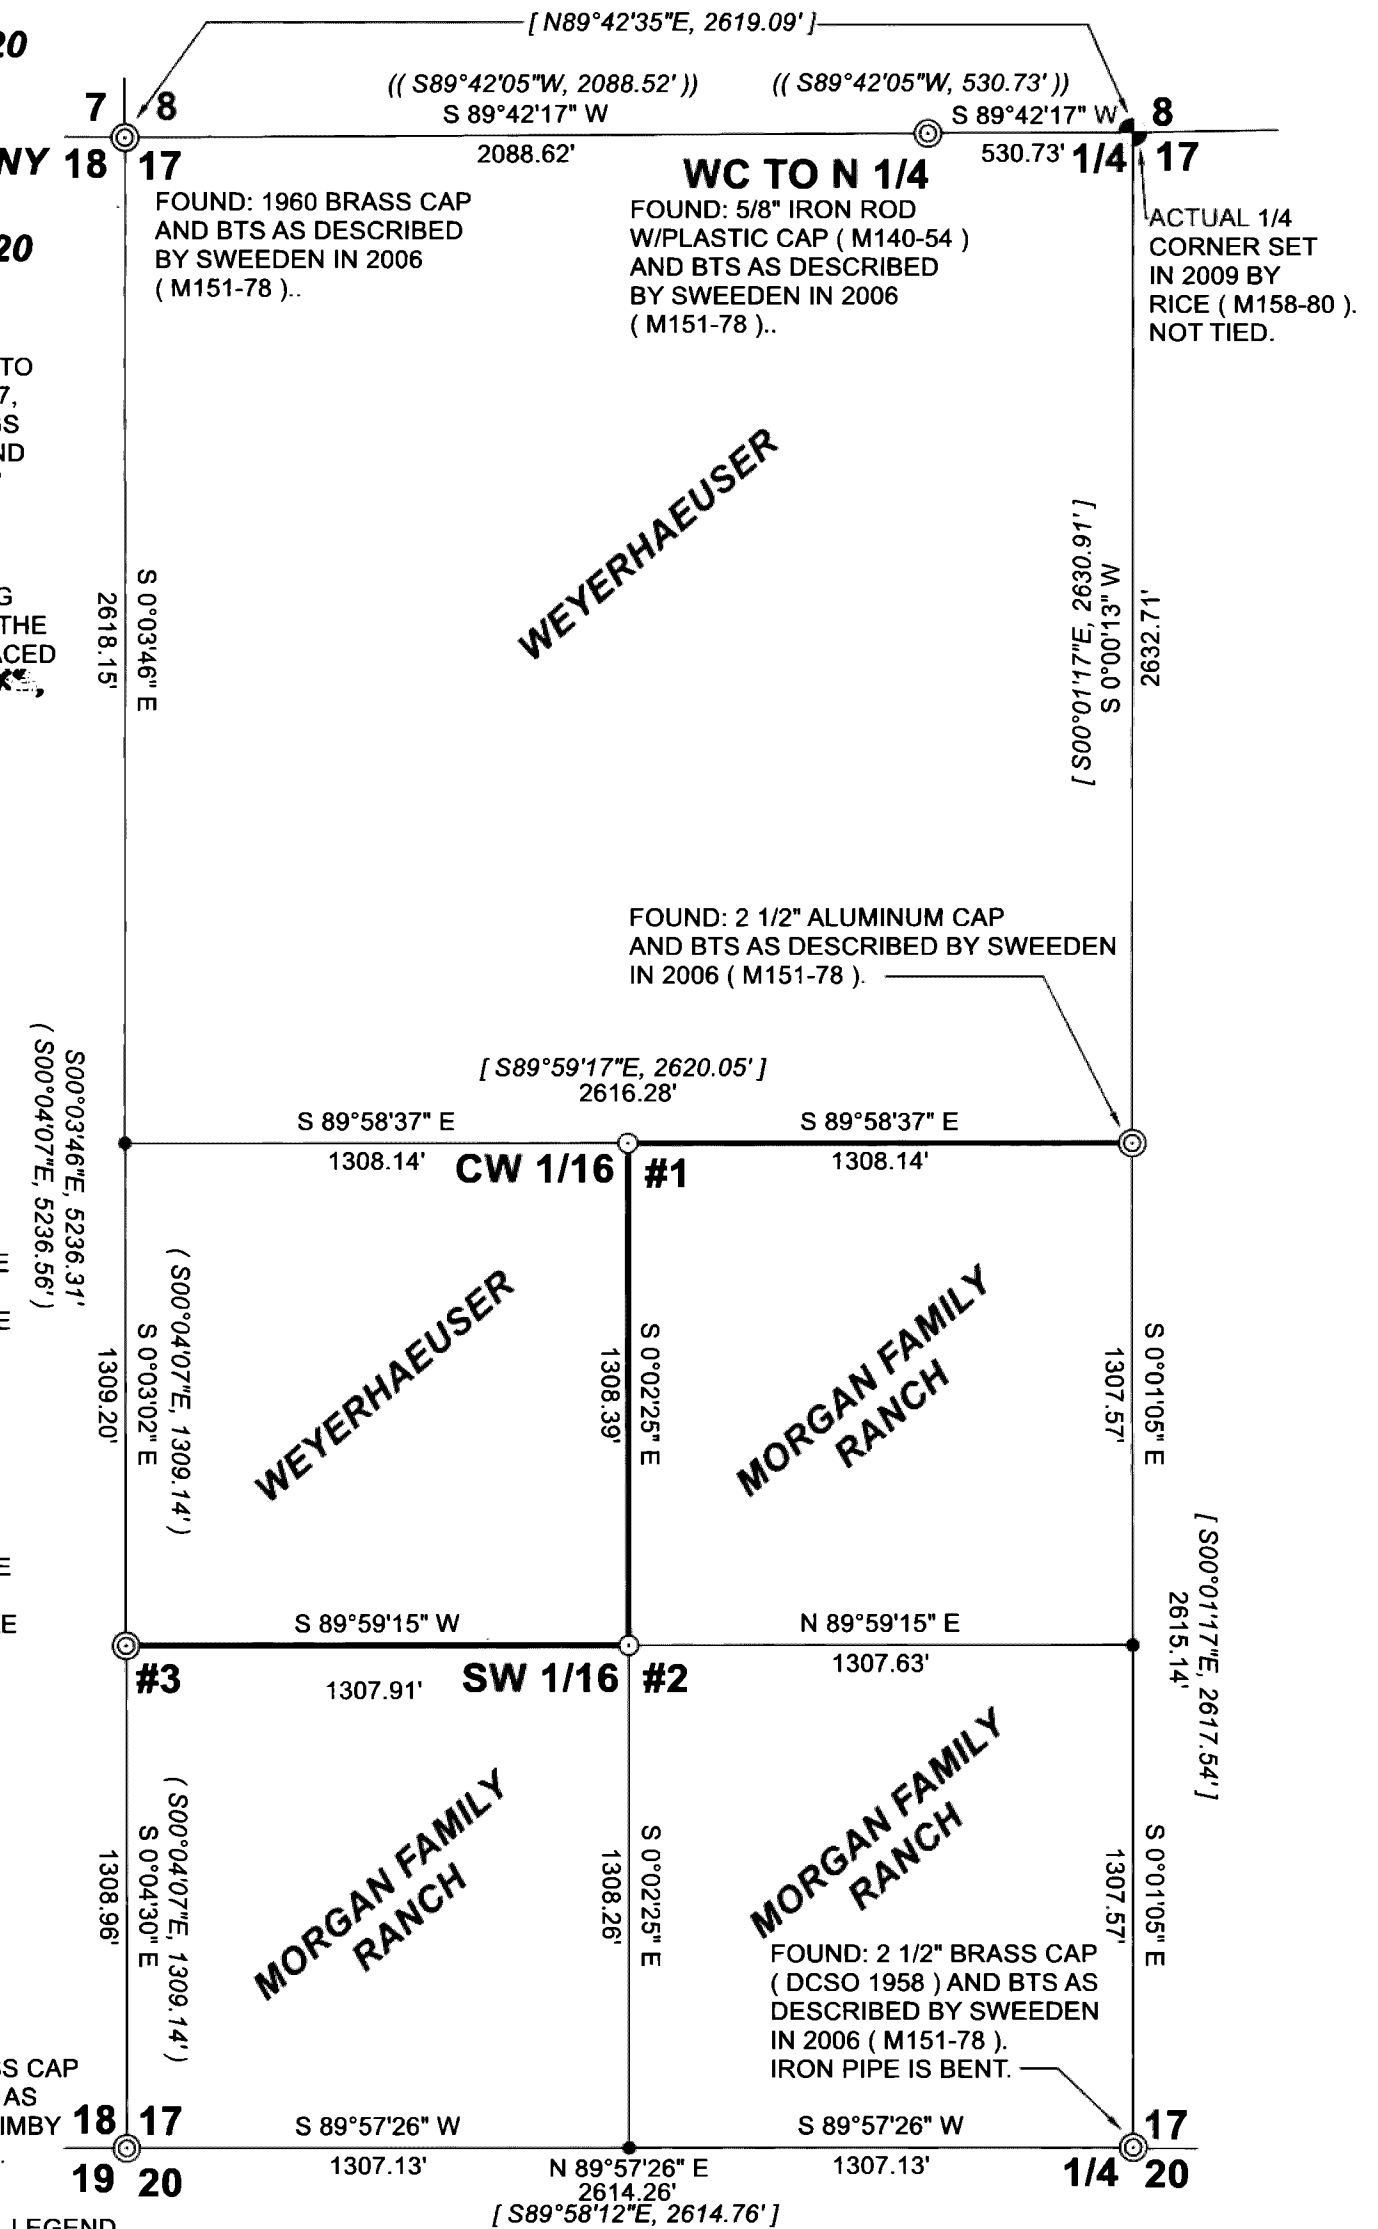 20
[ N89°42'35"E, 2619.09' ]
(( S89°42'05"W, 2088.52' ))
(( S89°42'05"W, 530.73' ))
7
8
S 89°42'17" W
S 89°42'17" W
8
NY
18
17
2088.62'
530.73'
1/4
17
WC TO N 1/4
FOUND: 1960 BRASS CAP
AND BTS AS DESCRIBED
BY SWEEDEN IN 2006
( M151-78 )..
FOUND: 5/8" IRON ROD
W/PLASTIC CAP ( M140-54 )
AND BTS AS DESCRIBED
BY SWEEDEN IN 2006
( M151-78 )..
ACTUAL 1/4
CORNER SET
IN 2009 BY
RICE ( M158-80 ).
NOT TIED.
20
TO
7,
GS
ND
WEYERHAEUSER
S 0°03'46" E
2618.15'
[ S00°01'17"E, 2630.91' ]
S 0°00'13" W
2632.71'
G
THE
ACED
FOUND: 2 1/2" ALUMINUM CAP
AND BTS AS DESCRIBED BY SWEEDEN
IN 2006 ( M151-78 ).
[ S89°59'17"E, 2620.05' ]
2616.28'
S 89°58'37" E
S 89°58'37" E
1308.14'
1308.14'
CW 1/16
#1
S00°03'46"E, 5236.31'
( S00°04'07"E, 5236.56' )
( S00°04'07"E, 1309.14' )
S 0°03'02" E
1309.20'
WEYERHAEUSER
S 0°02'25" E
1308.39'
MORGAN FAMILY
RANCH
S 0°01'05" E
1307.57'
E
E
E
E
[ S00°01'17"E, 2617.54' ]
2615.14'
S 89°59'15" W
N 89°59'15" E
#3
1307.91'
SW 1/16
#2
1307.63'
( S00°04'07"E, 1309.14' )
S 0°04'30" E
1308.96'
MORGAN FAMILY
RANCH
S 0°02'25" E
1308.26'
MORGAN FAMILY
RANCH
S 0°01'05" E
1307.57'
FOUND: 2 1/2" BRASS CAP
( DCSO 1958 ) AND BTS AS
DESCRIBED BY SWEEDEN
IN 2006 ( M151-78 ).
IRON PIPE IS BENT.
SS CAP
AS
IMBY
18
17
S 89°57'26" W
S 89°57'26" W
17
19
20
1307.13'
N 89°57'26" E
1307.13'
1/4
20
2614.26'
[ S89°58'12"E, 2614.76' ]
LEGEND